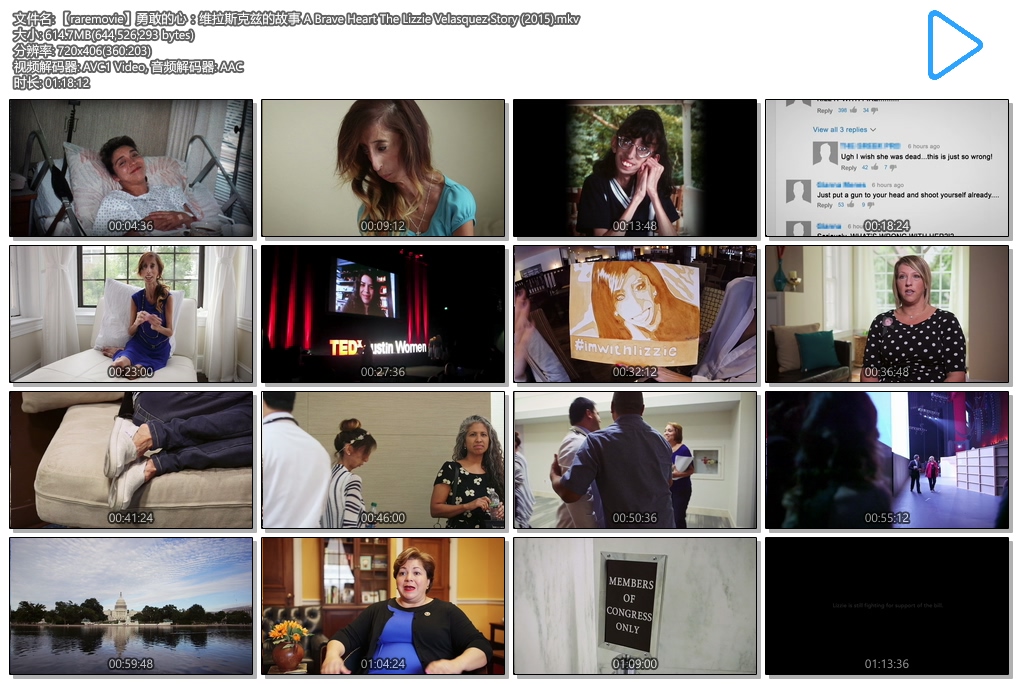 文件名: 【raremovie】勇敢的心：维拉斯克兹的故事 A Brave Heart The Lizzie Velasquez Story (2015).mkv
大小: 614.7MB(644,526,293 bytes)
分辨率: 720x406(360:203)
视频解码器: AVC1 Video, 音频解码器: AAC
时长: 01:18:12
00:04:36
00:09:12
00:13:48
Reply 398 34
View all 3 replies
THE GREEK PRO 6 hours ago
Ugh I wish she was dead...this is just so wrong!
Reply 42 7
Gianna Menes 6 hours ago
Just put a gun to your head and shoot yourself already....
Reply 53 9
Gianna
00:18:24
00:23:00
TEDx Austin Women
00:27:36
#imwithlizzie
00:32:12
00:36:48
00:41:24
00:46:00
00:50:36
00:55:12
00:59:48
01:04:24
MEMBERS
OF
CONGRESS
ONLY
01:09:00
Lizzie is still fighting for support of the bill.
01:13:36